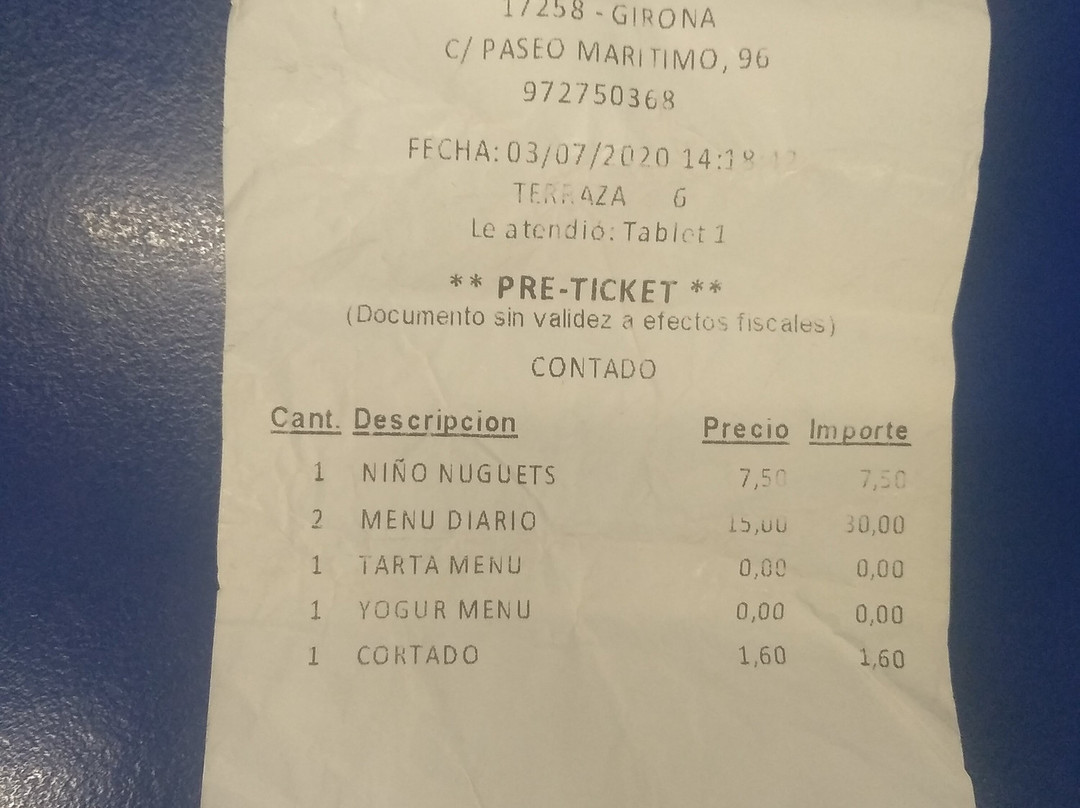 17258 - GIRONA
C/ PASEO MARITIMO, 96
972750368
FECHA: 03/07/2020 14:18:12
TERRAZA 6
Le atendió: Tablet 1
** PRE-TICKET **
(Documento sin validez a efectos fiscales)
CONTADO
Cant. Descripcion Precio Importe
1 NIÑO NUGUETS 7,50 7,50
2 MENU DIARIO 15,00 30,00
1 TARTA MENU 0,00 0,00
1 YOGUR MENU 0,00 0,00
1 CORTADO 1,60 1,60